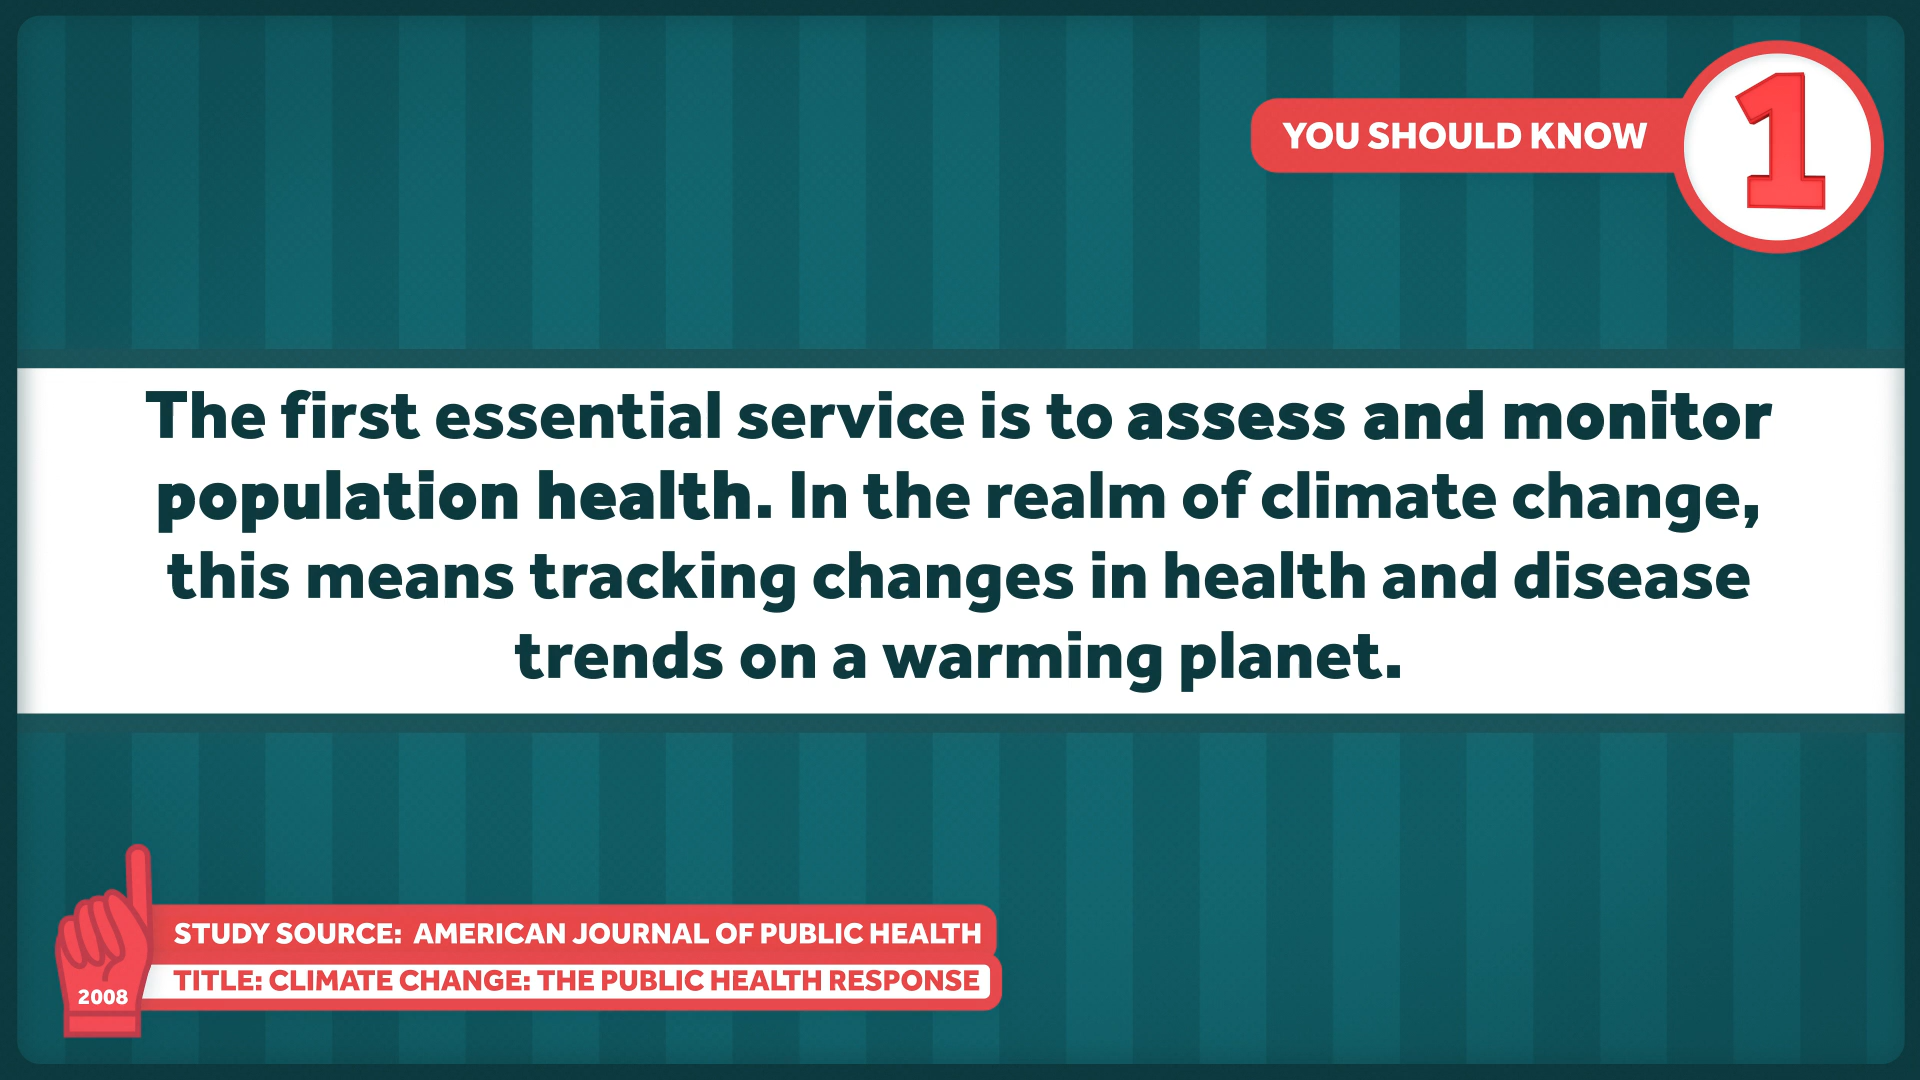 YOU SHOULD KNOW
1
The first essential service is to assess and monitor
population health. In the realm of climate change,
this means tracking changes in health and disease
trends on a warming planet.
STUDY SOURCE: AMERICAN JOURNAL OF PUBLIC HEALTH
TITLE: CLIMATE CHANGE: THE PUBLIC HEALTH RESPONSE
2008